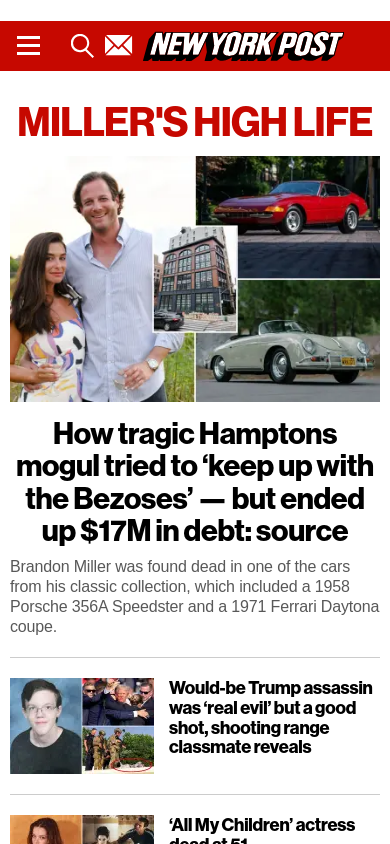 NEW YORK POST
MILLER'S HIGH LIFE
How tragic Hamptons
mogul tried to ‘keep up with
the Bezoses’ — but ended
up $17M in debt: source
Brandon Miller was found dead in one of the cars
from his classic collection, which included a 1958
Porsche 356A Speedster and a 1971 Ferrari Daytona
coupe.
Would-be Trump assassin
was ‘real evil’ but a good
shot, shooting range
classmate reveals
‘All My Children’ actress
dead at 51